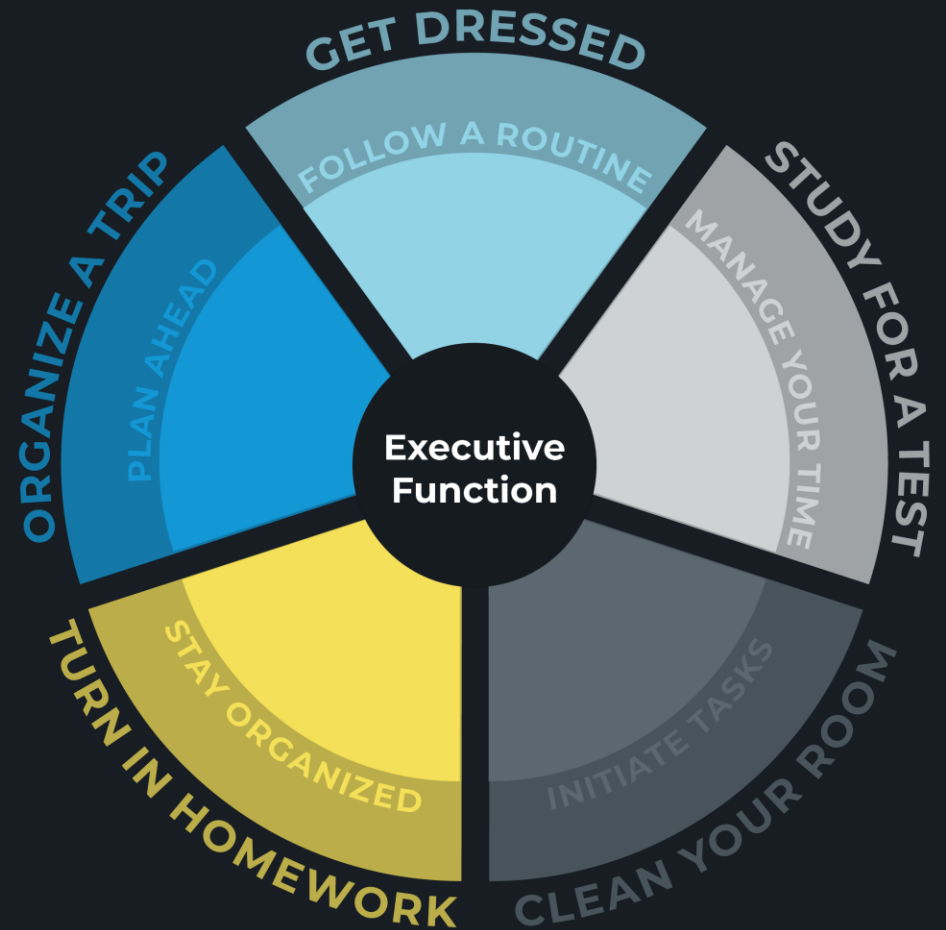 GET DRESSED
FOLLOW A ROUTINE
STUDY FOR A TEST
MANAGE YOUR TIME
CLEAN YOUR ROOM
INITIATE TASKS
TURN IN HOMEWORK
STAY ORGANIZED
ORGANIZE A TRIP
PLAN AHEAD
Executive
Function